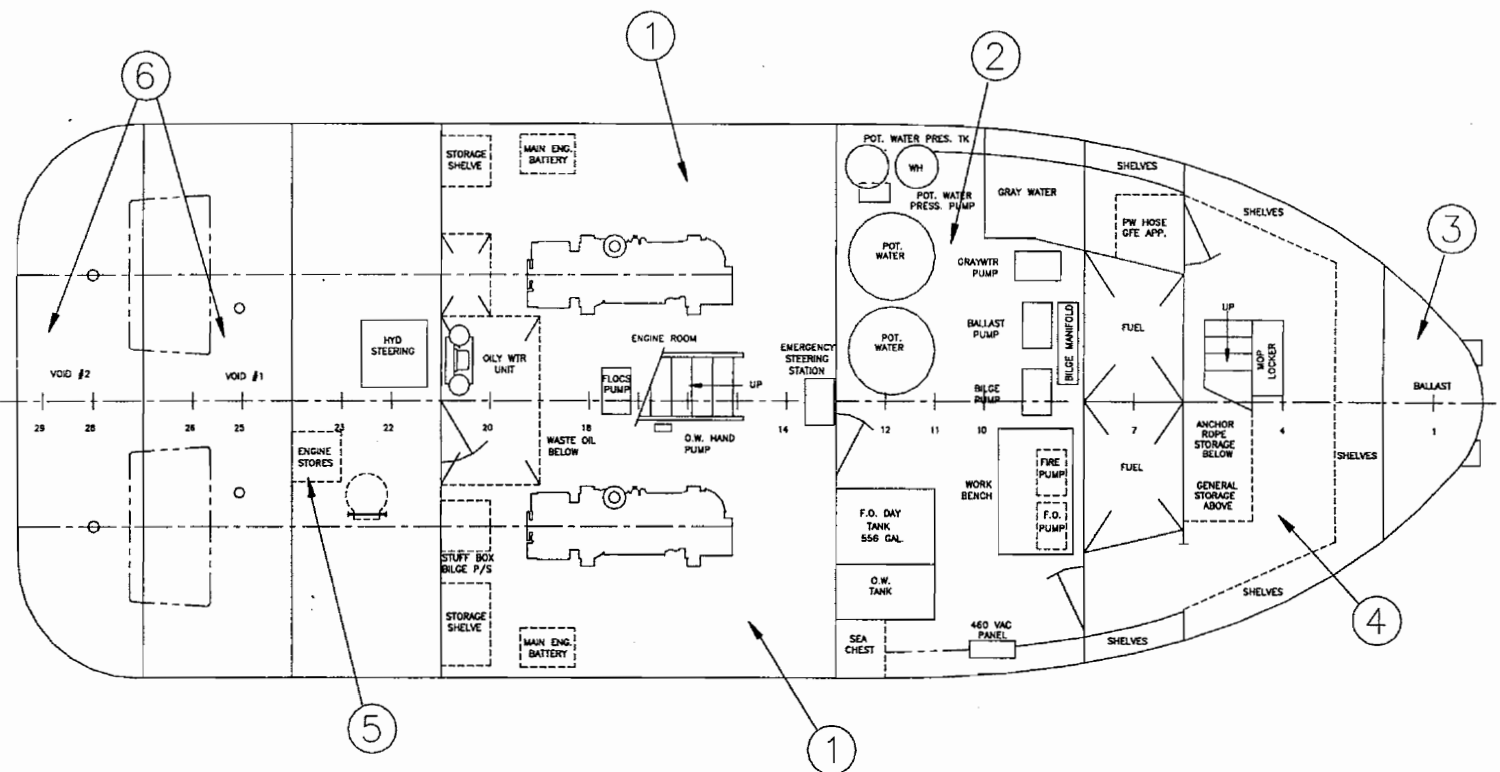 1
6
2
POT. WATER PRES. TK
STORAGE
SHELVE
MAIN ENG.
BATTERY
WH
SHELVES
POT. WATER
PRESS. PUMP
GRAY WATER
PW HOSE
GFE APP.
SHELVES
3
POT.
WATER
GRAYWTR
PUMP
HYD
STEERING
OILY WTR
UNIT
ENGINE ROOM
EMERGENCY
STEERING
STATION
POT.
WATER
BALLAST
PUMP
BILGE MANIFOLD
FUEL
UP
MOP
LOCKER
VOID #2
VOID #1
FLOCS
PUMP
UP
BILGE
PUMP
BALLAST
29
28
26
25
23
22
20
18
14
12
11
10
7
4
1
ENGINE
STORES
WASTE OIL
BELOW
O.W. HAND
PUMP
WORK
BENCH
FIRE
PUMP
F.O.
PUMP
FUEL
ANCHOR
ROPE
STORAGE
BELOW
GENERAL
STORAGE
ABOVE
SHELVES
F.O. DAY
TANK
556 GAL.
STUFF BOX
BILGE P/S
O.W.
TANK
STORAGE
SHELVE
MAIN ENG.
BATTERY
SEA
CHEST
460 VAC
PANEL
SHELVES
SHELVES
4
5
1